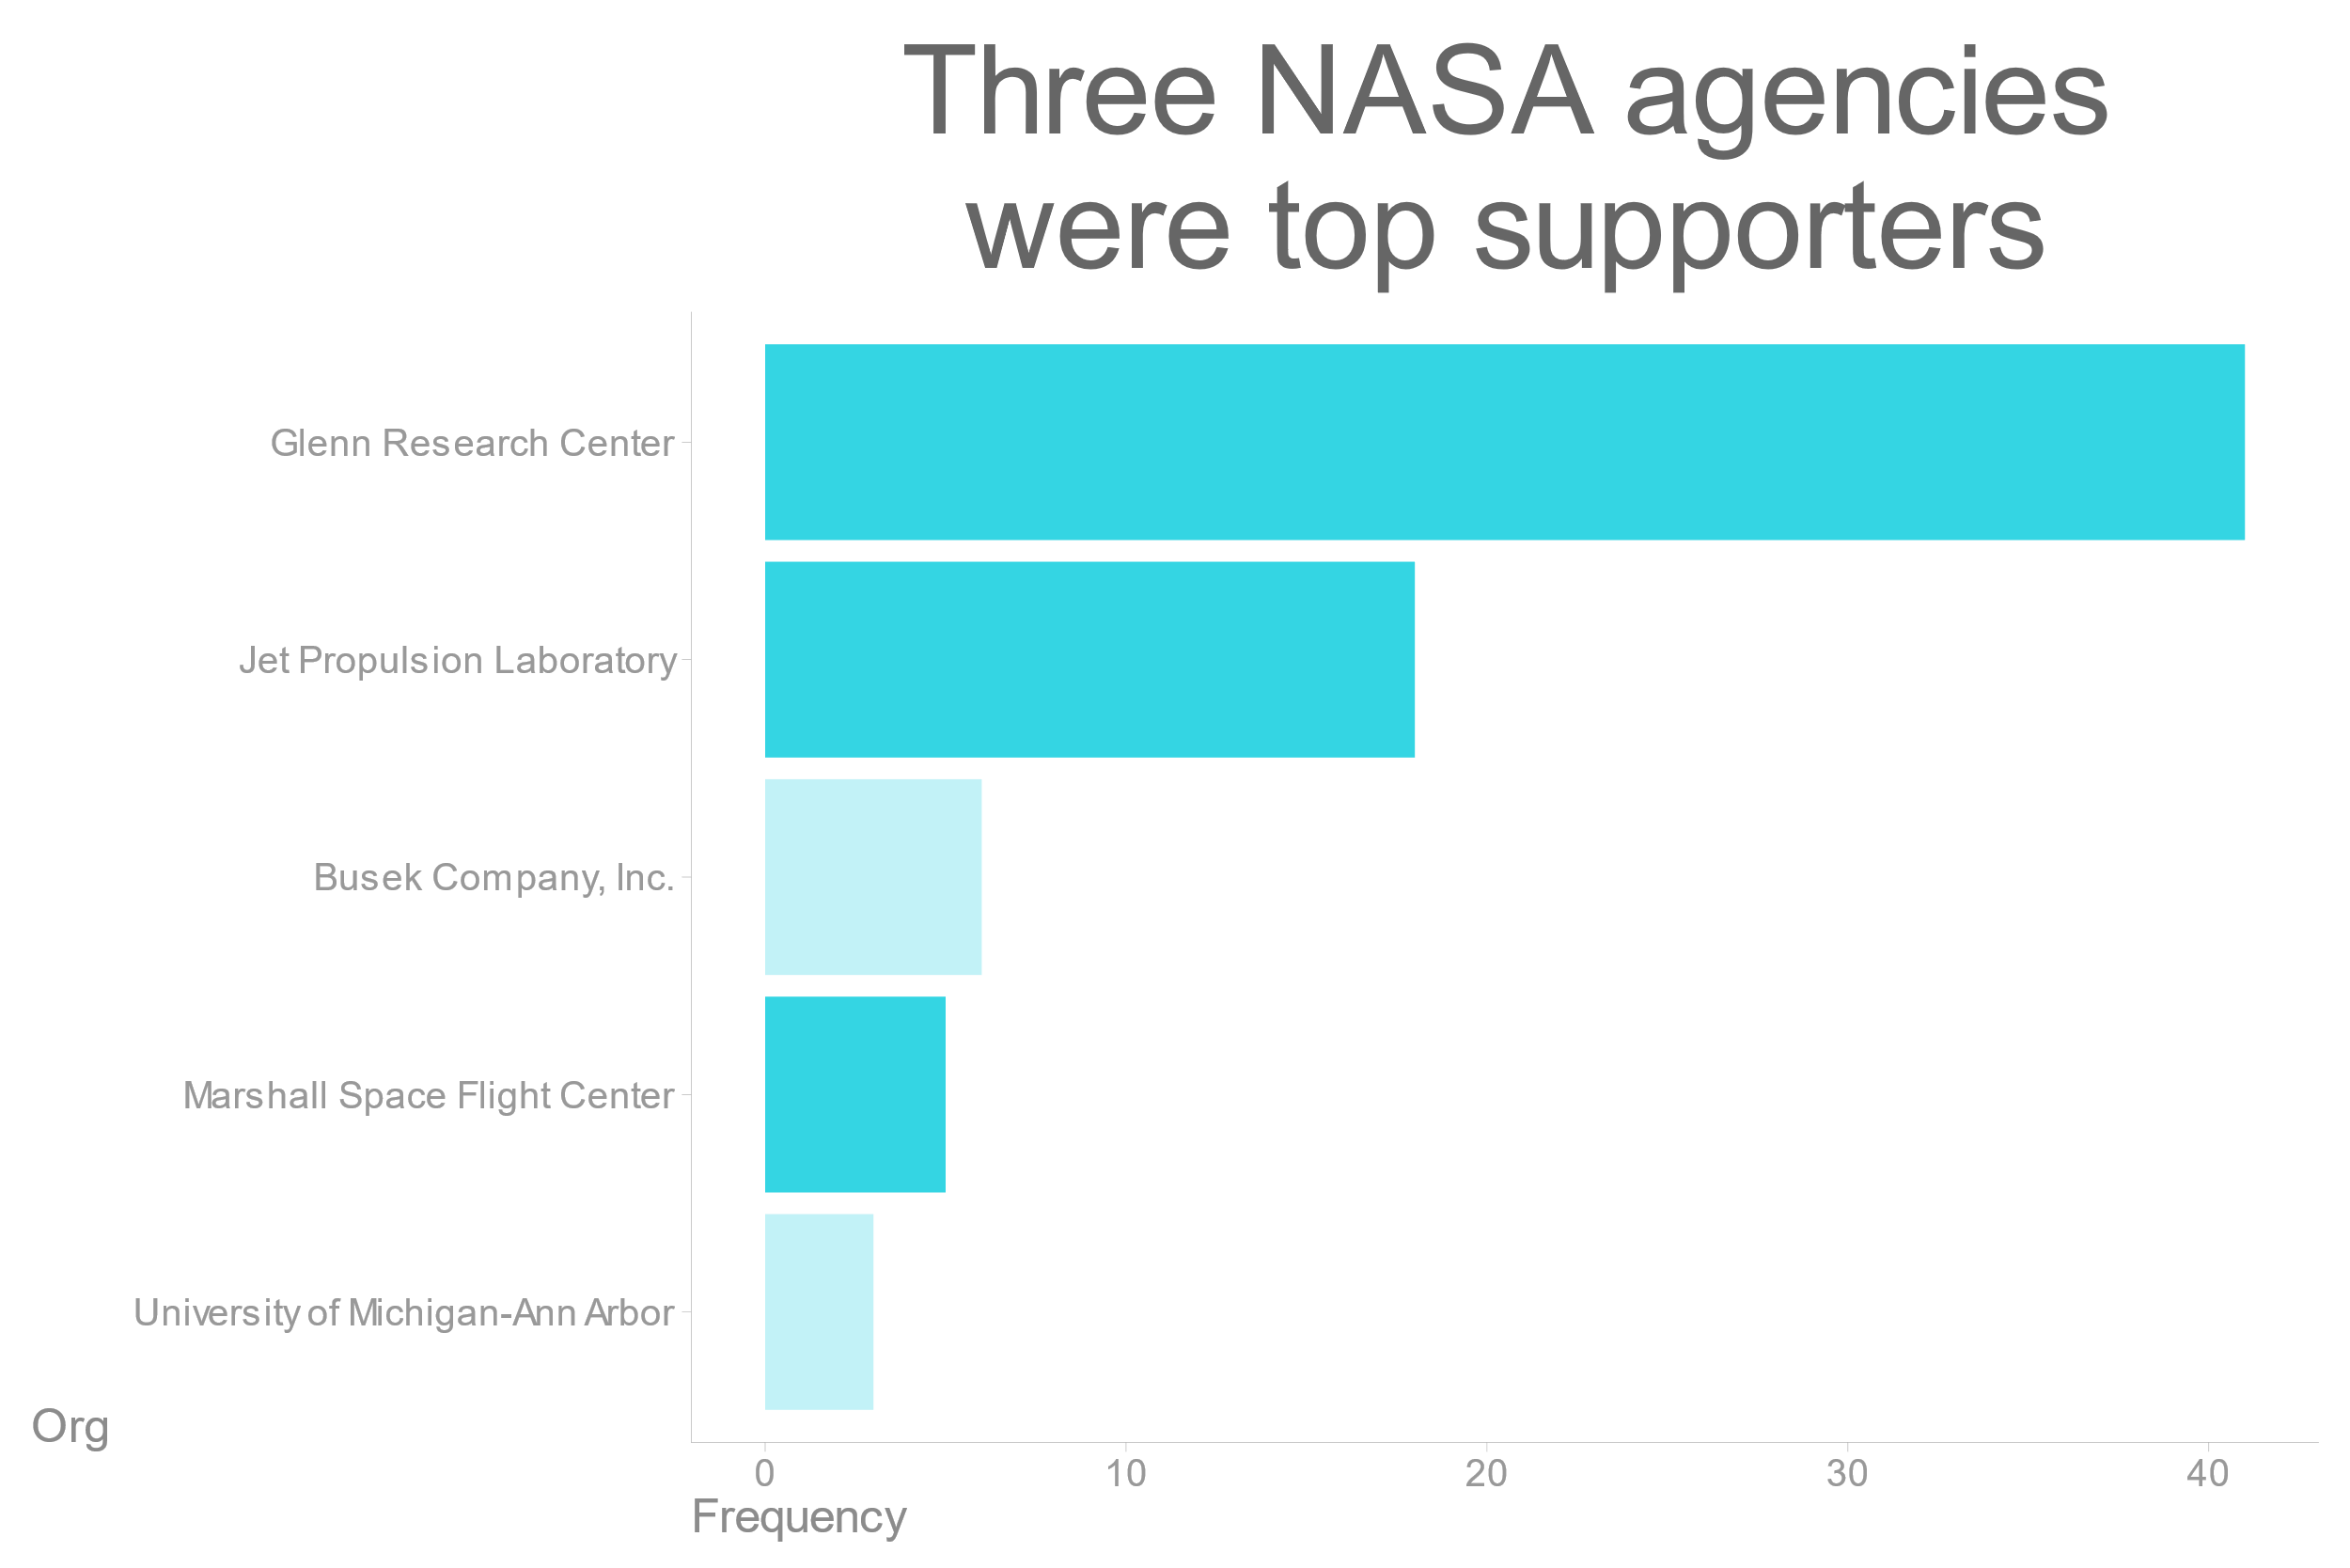 Three NASA agencies
were top supporters
Glenn Research Center
Jet Propulsion Laboratory
Busek Company, Inc.
Marshall Space Flight Center
University of Michigan-Ann Arbor
Org
0 10 20 30 40
Frequency